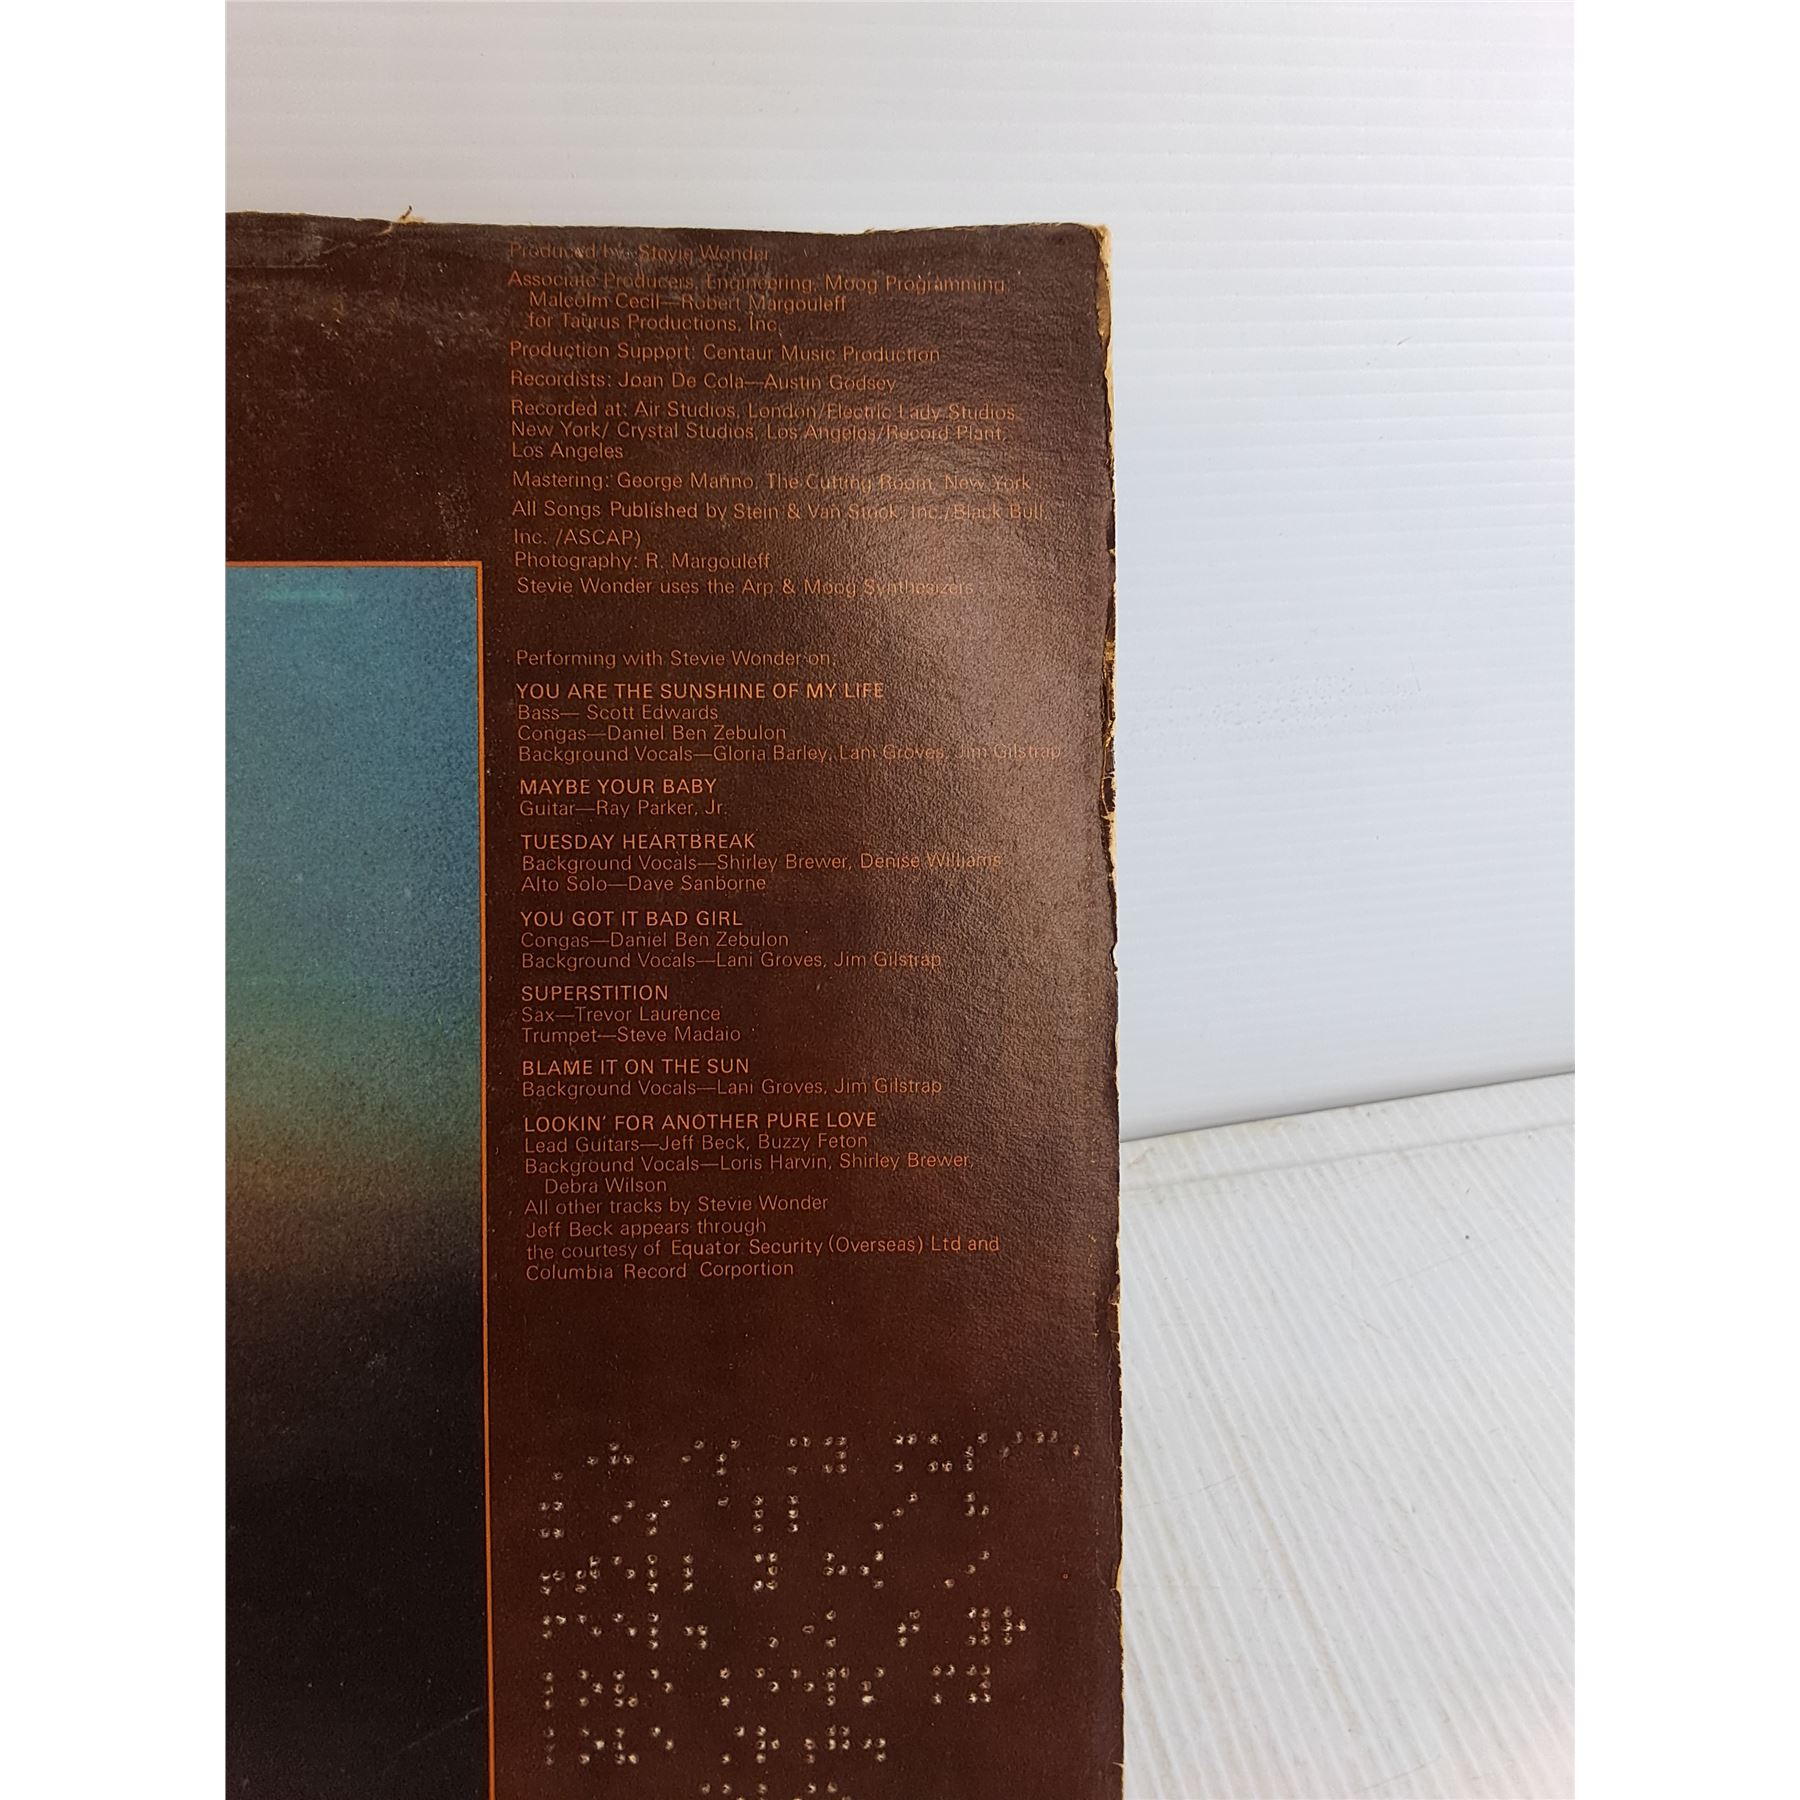 Produced by: Stevie Wonder
Associate Producers, Engineering, Moog Programming:
Malcolm Cecil—Robert Margouleff
for Taurus Productions, Inc.
Production Support: Centaur Music Production
Recordists: Joan De Cola—Austin Godsey
Recorded at: Air Studios, London/Electric Lady Studios,
New York/ Crystal Studios, Los Angeles/Record Plant,
Los Angeles
Mastering: George Marino, The Cutting Room, New York
All Songs Published by Stein & Van Stock, Inc./Black Bull,
Inc. /ASCAP)
Photography: R. Margouleff
Stevie Wonder uses the Arp & Moog Synthesizers
Performing with Stevie Wonder on:
YOU ARE THE SUNSHINE OF MY LIFE
Bass— Scott Edwards
Congas—Daniel Ben Zebulon
Background Vocals—Gloria Barley, Lani Groves, Jim Gilstrap
MAYBE YOUR BABY
Guitar—Ray Parker, Jr.
TUESDAY HEARTBREAK
Background Vocals—Shirley Brewer, Denise Williams
Alto Solo—Dave Sanborne
YOU GOT IT BAD GIRL
Congas—Daniel Ben Zebulon
Background Vocals—Lani Groves, Jim Gilstrap
SUPERSTITION
Sax—Trevor Laurence
Trumpet—Steve Madaio
BLAME IT ON THE SUN
Background Vocals—Lani Groves, Jim Gilstrap
LOOKIN' FOR ANOTHER PURE LOVE
Lead Guitars—Jeff Beck, Buzzy Feton
Background Vocals—Loris Harvin, Shirley Brewer,
Debra Wilson
All other tracks by Stevie Wonder
Jeff Beck appears through
the courtesy of Equator Security (Overseas) Ltd and
Columbia Record Corportion